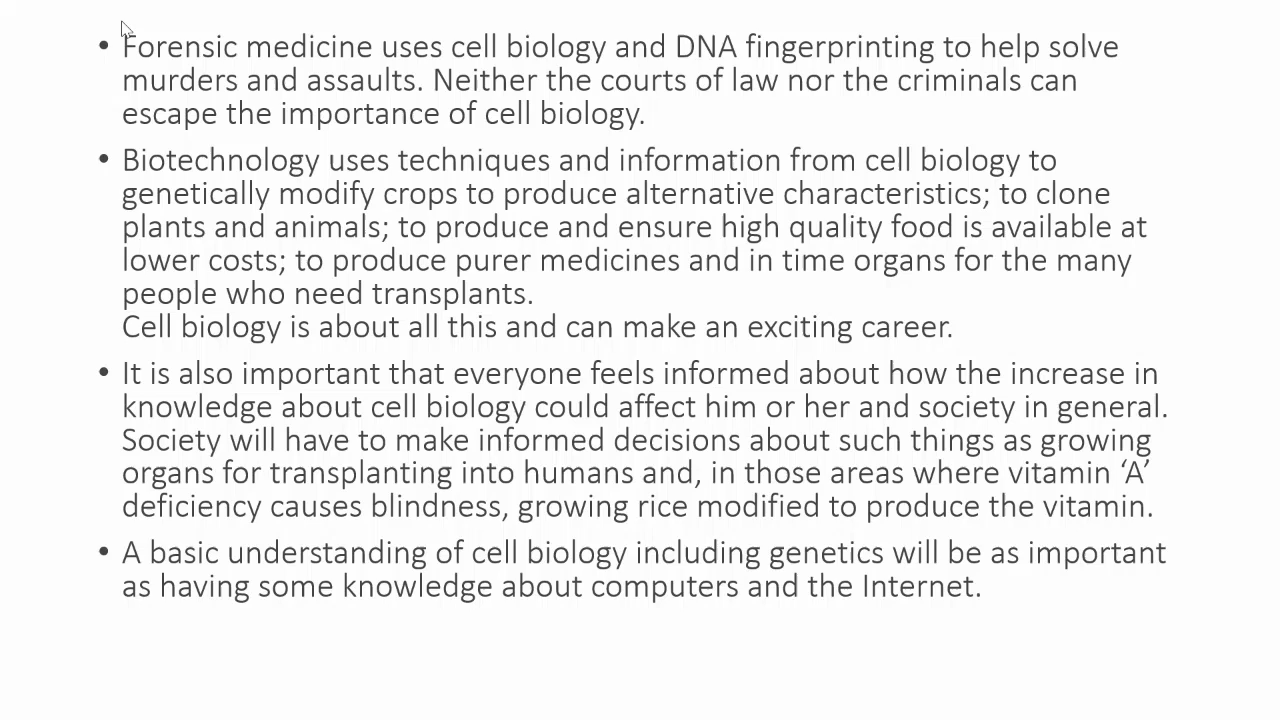 • Forensic medicine uses cell biology and DNA fingerprinting to help solve
murders and assaults. Neither the courts of law nor the criminals can
escape the importance of cell biology.
• Biotechnology uses techniques and information from cell biology to
genetically modify crops to produce alternative characteristics; to clone
plants and animals; to produce and ensure high quality food is available at
lower costs; to produce purer medicines and in time organs for the many
people who need transplants.
Cell biology is about all this and can make an exciting career.
• It is also important that everyone feels informed about how the increase in
knowledge about cell biology could affect him or her and society in general.
Society will have to make informed decisions about such things as growing
organs for transplanting into humans and, in those areas where vitamin ‘A’
deficiency causes blindness, growing rice modified to produce the vitamin.
• A basic understanding of cell biology including genetics will be as important
as having some knowledge about computers and the Internet.